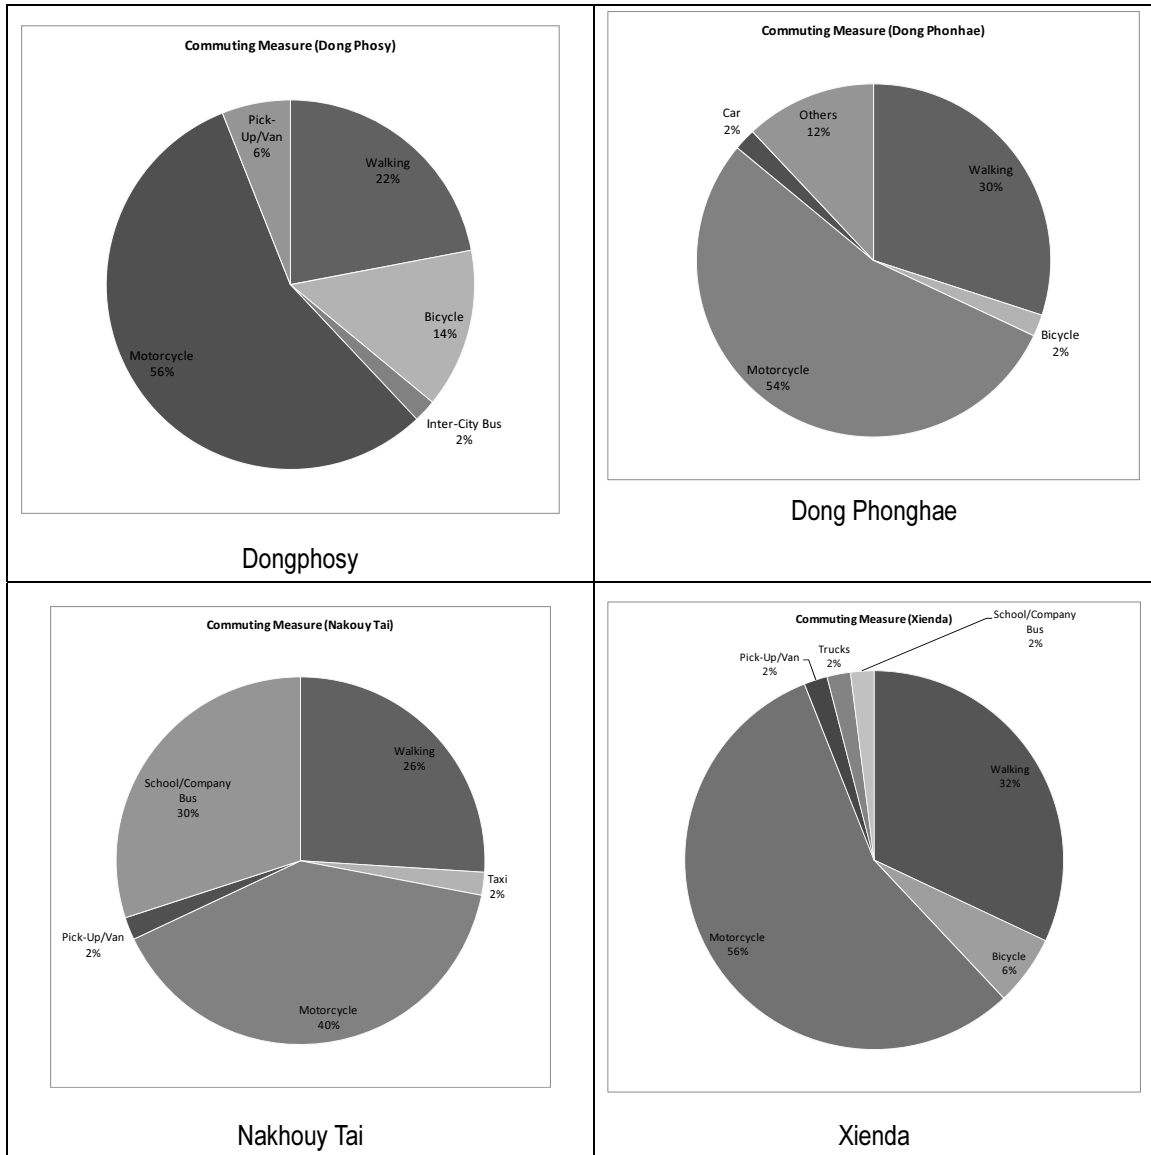 Commuting Measure (Dong Phosy)
Pick-
Up/Van
6%
Walking
22%
Bicycle
14%
Inter-City Bus
2%
Motorcycle
56%
Dongphosy
Commuting Measure (Dong Phonhae)
Car
2%
Others
12%
Walking
30%
Bicycle
2%
Motorcycle
54%
Dong Phonghae
Commuting Measure (Nakouy Tai)
Walking
26%
School/Company
Bus
30%
Taxi
2%
Pick-Up/Van
2%
Motorcycle
40%
Nakhouy Tai
Commuting Measure (Xienda)
School/Company
Bus
2%
Trucks
2%
Pick-Up/Van
2%
Walking
32%
Motorcycle
56%
Bicycle
6%
Xienda